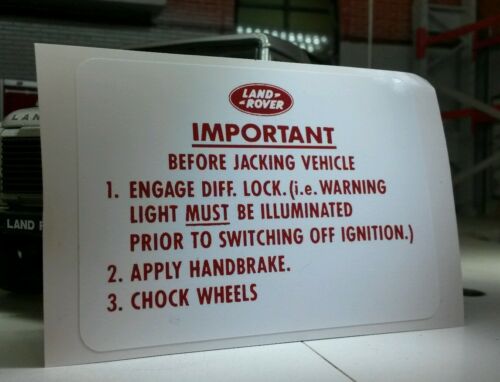 LAND-
ROVER
IMPORTANT
BEFORE JACKING VEHICLE
1. ENGAGE DIFF. LOCK.(i.e. WARNING
LIGHT MUST BE ILLUMINATED
PRIOR TO SWITCHING OFF IGNITION.)
2. APPLY HANDBRAKE.
3. CHOCK WHEELS
LAND